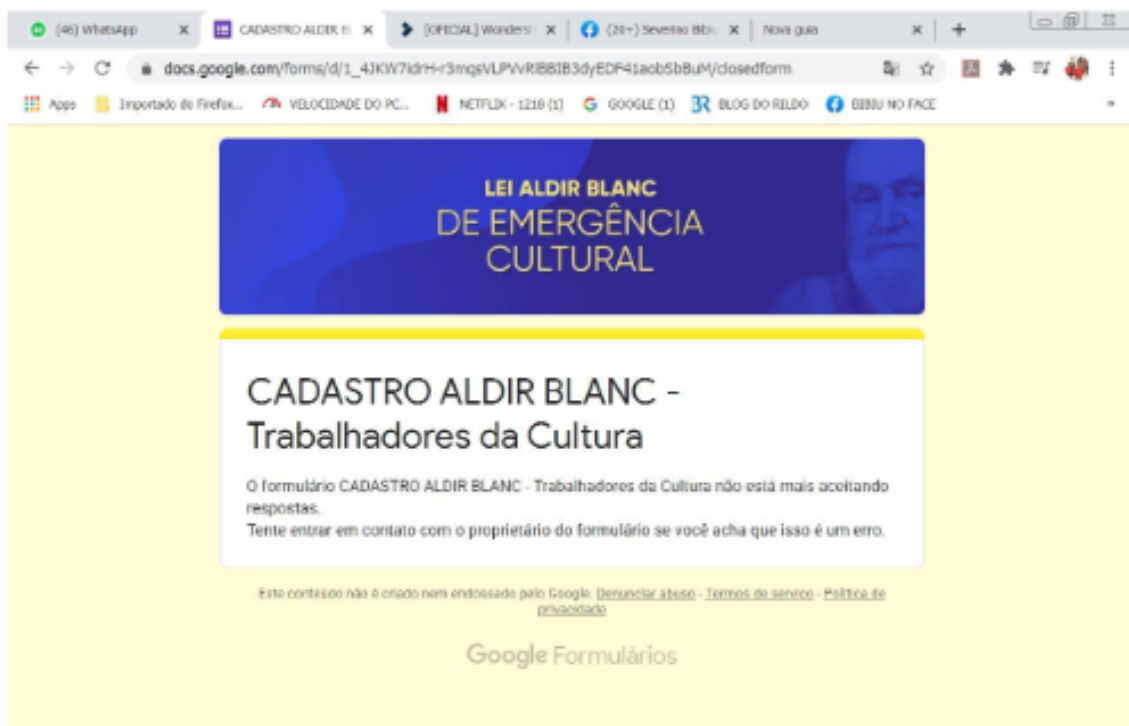 (46) WhatsApp
CADASTRO ALDIR B
[OFICIAL] Wondersh
(20+) Severino Bibiu
Nova guia
docs.google.com/forms/d/
/closedform
Apps
Importado do Firefox...
VELOCIDADE DO PC...
NETFLIX - 1218 (1)
GOOGLE (1)
BLOG DO RILDO
BIBIU NO FACE
LEI ALDIR BLANC
DE EMERGÊNCIA
CULTURAL
CADASTRO ALDIR BLANC -
Trabalhadores da Cultura
O formulário CADASTRO ALDIR BLANC - Trabalhadores da Cultura não está mais aceitando
respostas.
Tente entrar em contato com o proprietário do formulário se você acha que isso é um erro.
Este conteúdo não é criado nem endossado pelo Google. Denunciar abuso - Termos de serviço - Política de
privacidade
Google Formulários